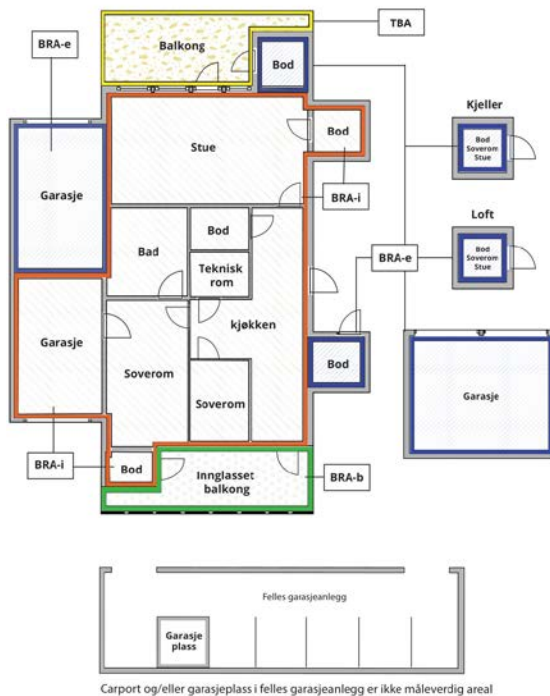 TBA
Balkong
BRA-e
Bod
Kjeller
Bod
Soverom
Stue
Stue
Bod
Garasje
BRA-i
Loft
Bod
Bad
Teknisk
rom
BRA-e
Bod
Soverom
Stue
kjøkken
Garasje
Soverom
Bod
Garasje
Soverom
BRA-i
Bod
Innglasset
balkong
BRA-b
Felles garasjeanlegg
Garasje
plass
Carport og/eller garasjeplass i felles garasjeanlegg er ikke måleverdig areal